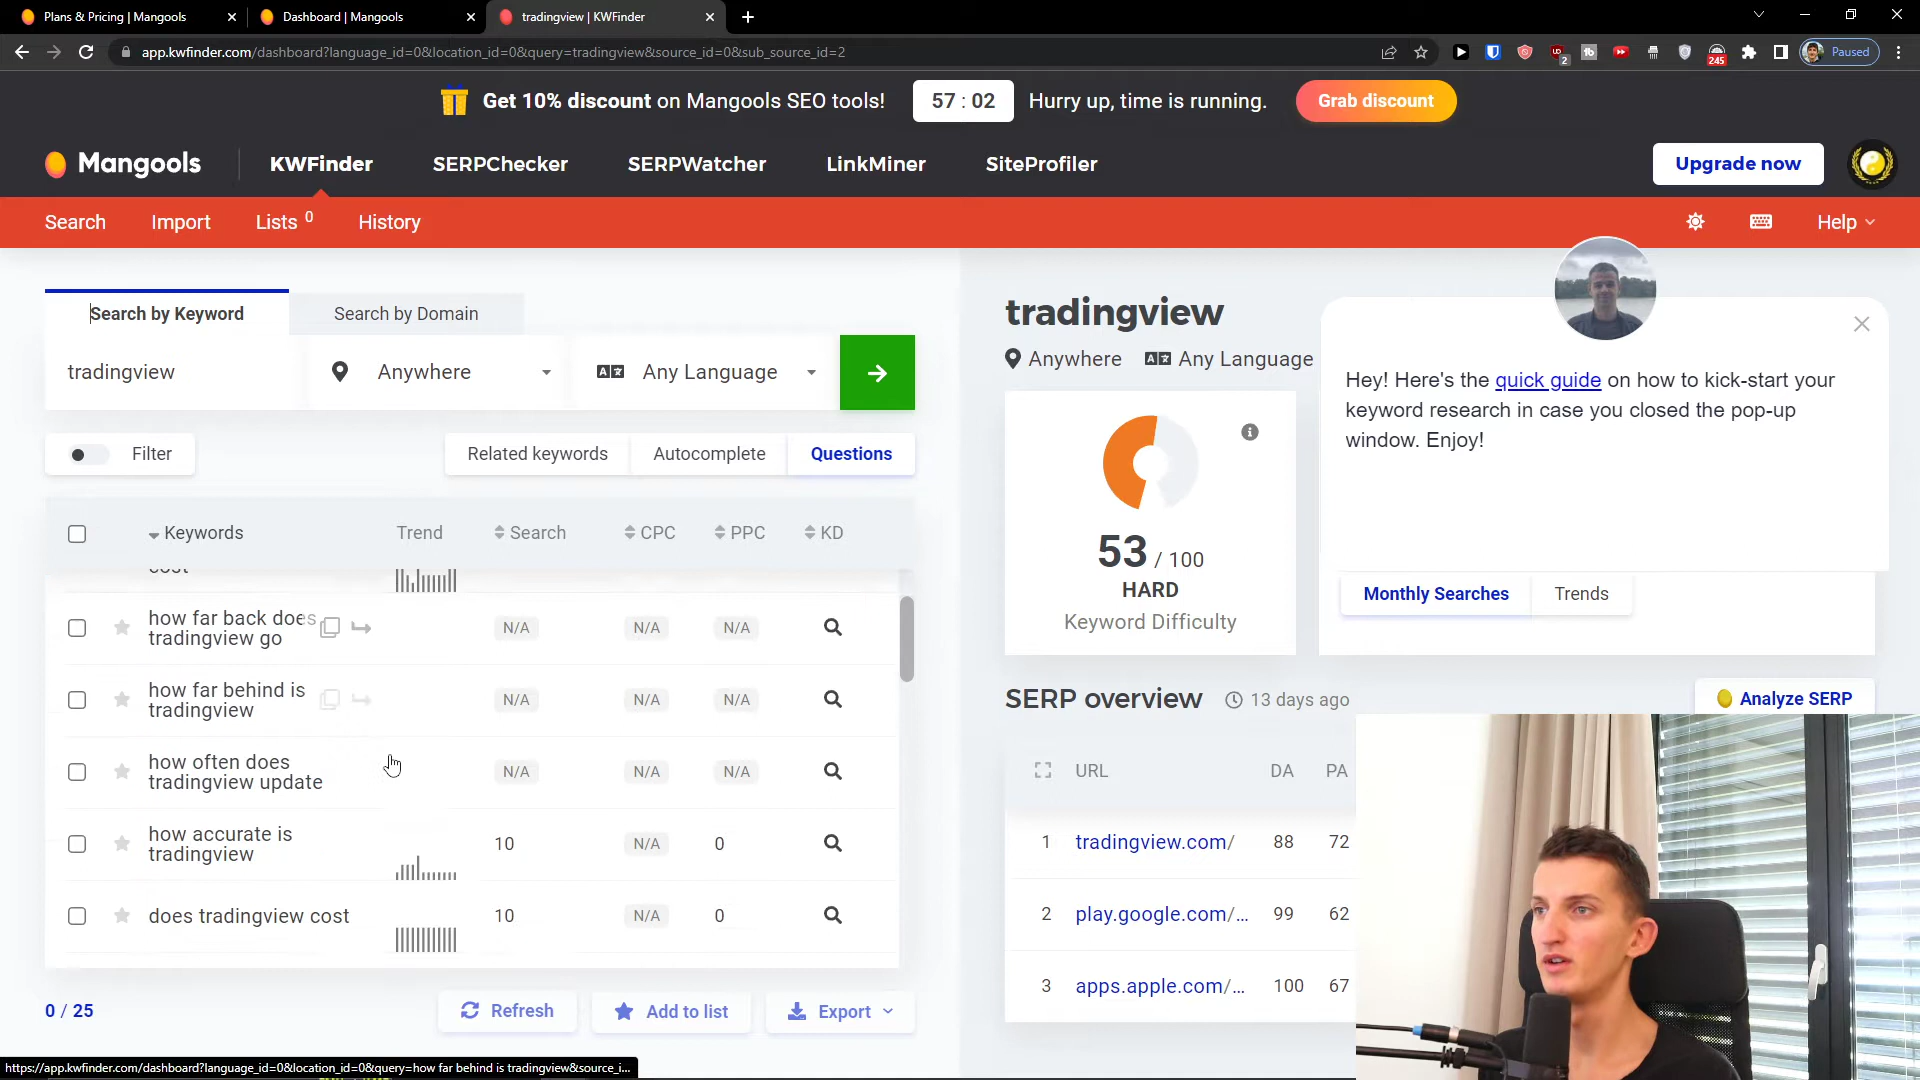 Plans & Pricing | Mangools
Dashboard | Mangools
tradingview | KWFinder
app.kwfinder.com/dashboard?language_id=0&location_id=0&query=tradingview&source_id=0&sub_source_id=2
2
245
Paused
Get 10% discount on Mangools SEO tools!
57 : 02
Hurry up, time is running.
Grab discount
Mangools
KWFinder
SERPChecker
SERPWatcher
LinkMiner
SiteProfiler
Upgrade now
Search
Import
Lists 0
History
Help
Search by Keyword
Search by Domain
tradingview
Anywhere
Any Language
Filter
Related keywords
Autocomplete
Questions
Keywords
Trend
Search
CPC
PPC
KD
cost
how far back does
tradingview go
N/A
N/A
N/A
how far behind is
tradingview
N/A
N/A
N/A
how often does
tradingview update
N/A
N/A
N/A
how accurate is
tradingview
10
N/A
0
does tradingview cost
10
N/A
0
0 / 25
Refresh
Add to list
Export
https://app.kwfinder.com/dashboard?language_id=0&location_id=0&query=how far behind is tradingview&source_i...
tradingview
Anywhere
Any Language
53 / 100
HARD
Keyword Difficulty
Hey! Here's the quick guide on how to kick-start your
keyword research in case you closed the pop-up
window. Enjoy!
Monthly Searches
Trends
SERP overview
13 days ago
Analyze SERP
URL
DA
PA
1
tradingview.com/
88
72
2
play.google.com/...
99
62
3
apps.apple.com/...
100
67